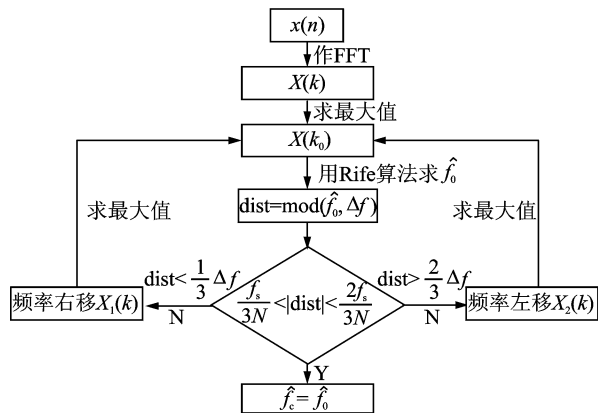 x(n)
作FFT
X(k)
求最大值
X(k₀)
用Rife算法求 f̂₀
dist=mod(f̂₀, Δf)
求最大值
求最大值
dist<1/3 Δf
dist>2/3 Δf
频率右移X₁(k)
N
fₛ/3N <|dist|< 2fₛ/3N
N
频率左移X₂(k)
Y
f̂c= f̂₀